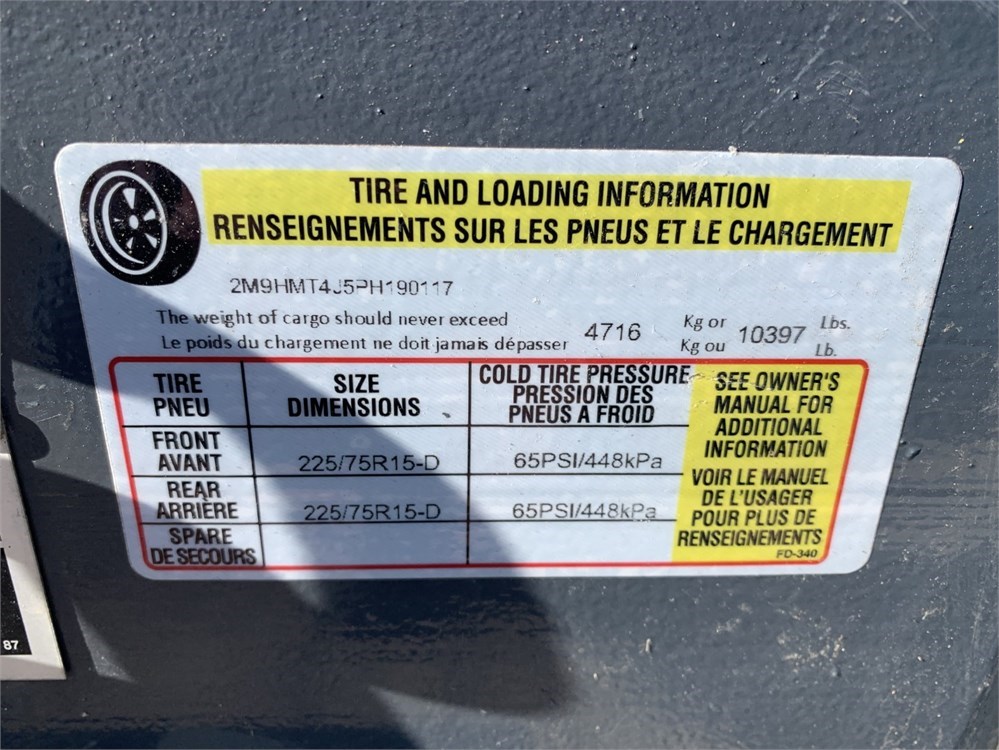 TIRE AND LOADING INFORMATION
RENSEIGNEMENTS SUR LES PNEUS ET LE CHARGEMENT
2M9HMT4J5PH190117
The weight of cargo should never exceed
Le poids du chargement ne doit jamais dépasser
4716
Kg or
Kg ou
10397
Lbs.
Lb.
TIRE
PNEU
SIZE
DIMENSIONS
COLD TIRE PRESSURE
PRESSION DES
PNEUS A FROID
FRONT
AVANT
225/75R15-D
65PSI/448kPa
REAR
ARRIÈRE
225/75R15-D
65PSI/448kPa
SPARE
DE SECOURS
SEE OWNER'S
MANUAL FOR
ADDITIONAL
INFORMATION
VOIR LE MANUEL
DE L'USAGER
POUR PLUS DE
RENSEIGNEMENTS
FD-340
87